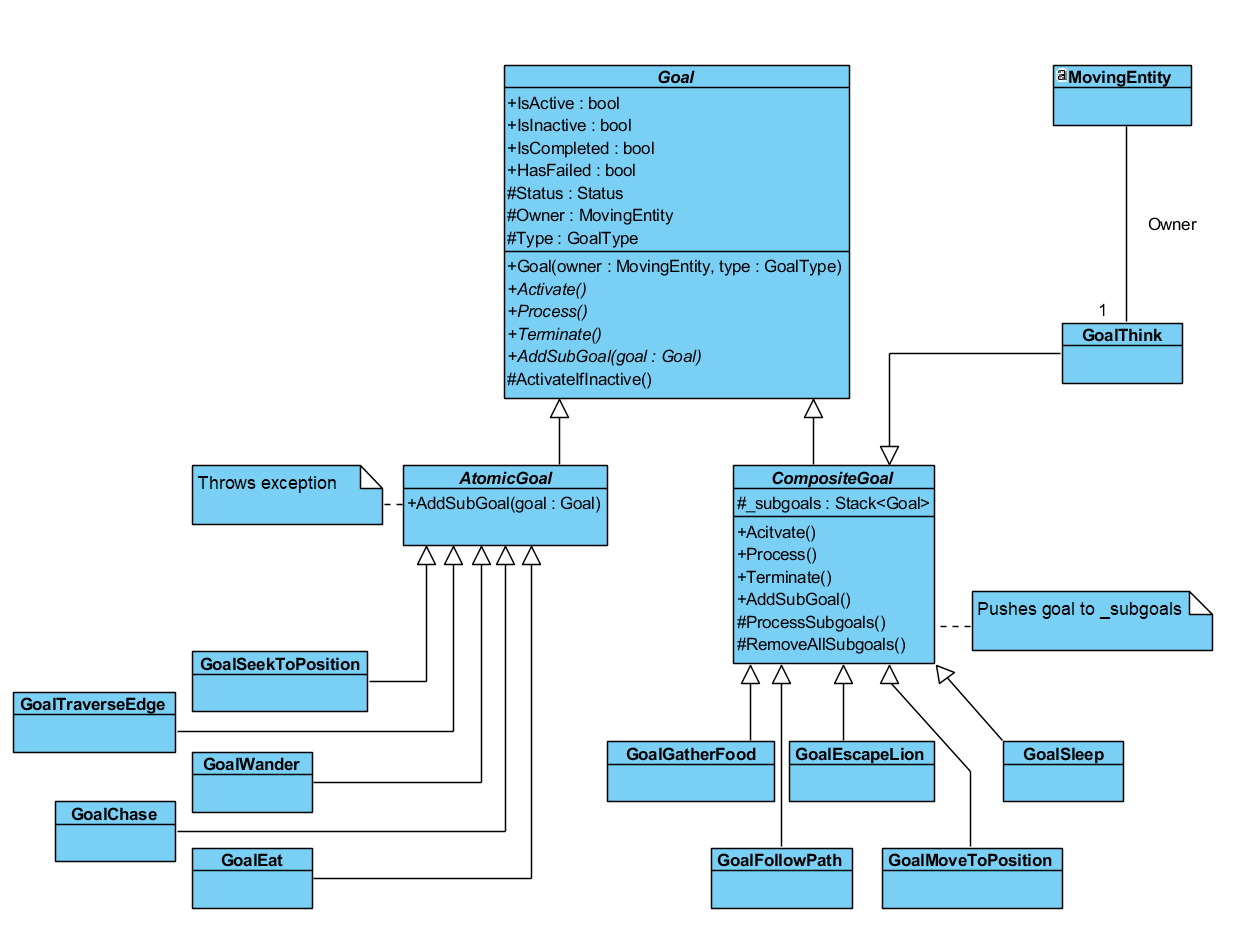 Goal
+IsActive : bool
+IsInactive : bool
+IsCompleted : bool
+HasFailed : bool
#Status : Status
#Owner : MovingEntity
#Type : GoalType
+Goal(owner : MovingEntity, type : GoalType)
+Activate()
+Process()
+Terminate()
+AddSubGoal(goal : Goal)
#ActivateIfInactive()
a
MovingEntity
Owner
1
GoalThink
Throws exception
AtomicGoal
+AddSubGoal(goal : Goal)
CompositeGoal
#_subgoals : Stack<Goal>
+Acitvate()
+Process()
+Terminate()
+AddSubGoal()
#ProcessSubgoals()
#RemoveAllSubgoals()
Pushes goal to _subgoals
GoalSeekToPosition
GoalTraverseEdge
GoalWander
GoalChase
GoalEat
GoalGatherFood
GoalEscapeLion
GoalSleep
GoalFollowPath
GoalMoveToPosition